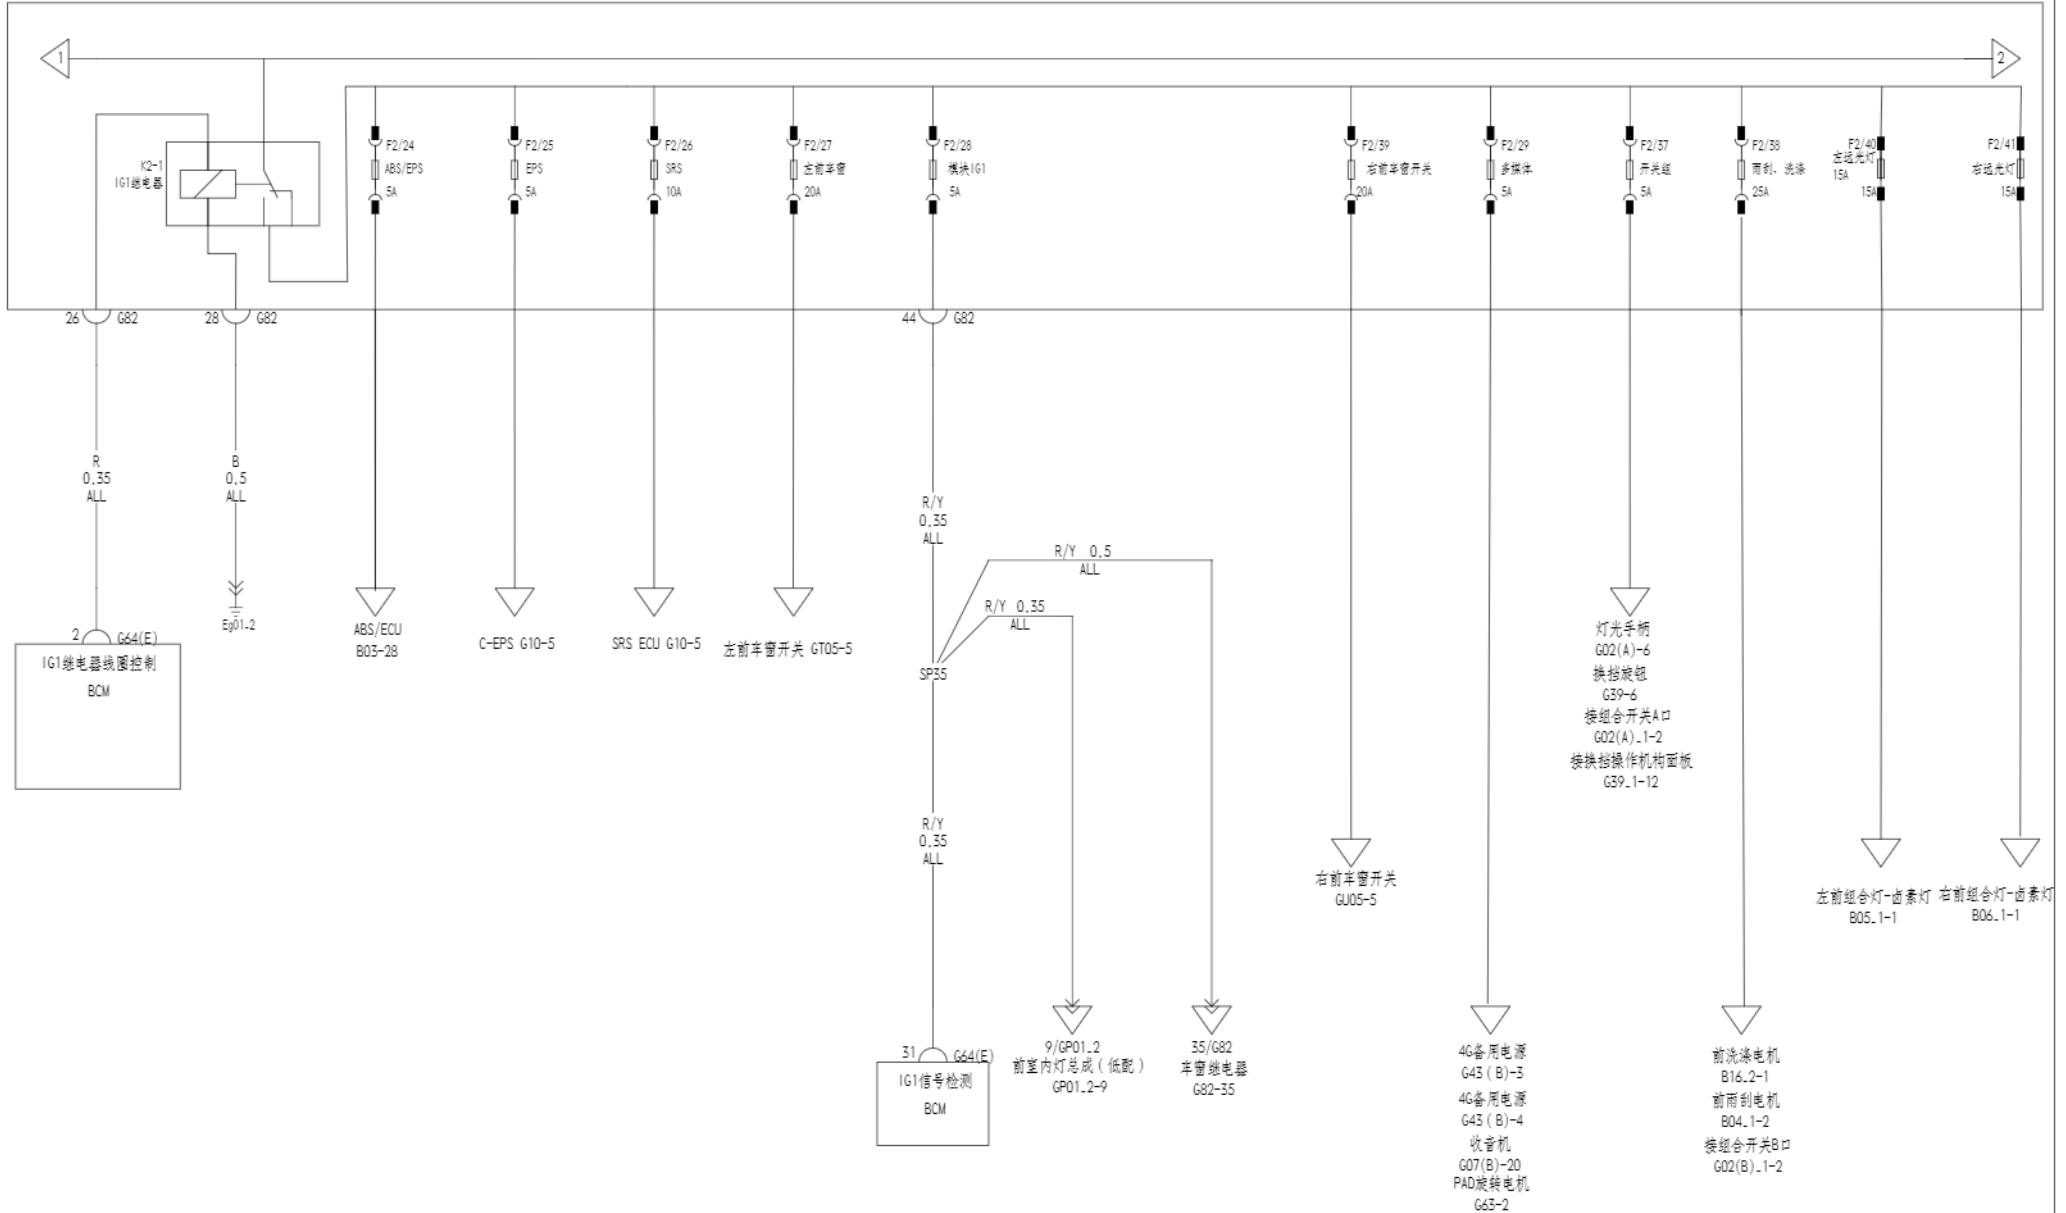 1
2
K2-1
IG1继电器
F2/24
ABS/EPS
5A
F2/25
EPS
5A
F2/26
SRS
10A
F2/27
左前车窗
20A
F2/28
模块IG1
5A
F2/39
右前车窗开关
20A
F2/29
多媒体
5A
F2/37
开关组
5A
F2/38
雨刮、洗涤
25A
F2/40
左远光灯
15A
15A
F2/41
右远光灯
15A
26 G82
28 G82
44 G82
R
0.35
ALL
B
0.5
ALL
R/Y
0.35
ALL
R/Y 0.5
ALL
R/Y 0.35
ALL
Eg01_2
2 G64(E)
IG1继电器线圈控制
BCM
ABS/ECU
B03-28
C-EPS G10-5
SRS ECU G10-5
左前车窗开关 GT05-5
SP35
灯光手柄
G02(A)-6
换挡旋钮
G39-6
接组合开关A口
G02(A)_1-2
接换挡操作机构面板
G39_1-12
R/Y
0.35
ALL
右前车窗开关
GU05-5
左前组合灯-卤素灯
B05_1-1
右前组合灯-卤素灯
B06_1-1
31 G64(E)
IG1信号检测
BCM
9/GP01_2
前室内灯总成(低配)
GP01_2-9
35/G82
车窗继电器
G82-35
4G备用电源
G43(B)-3
4G备用电源
G43(B)-4
收音机
G07(B)-20
PAD旋转电机
G63-2
前洗涤电机
B16_2-1
前雨刮电机
B04_1-2
接组合开关B口
G02(B)_1-2